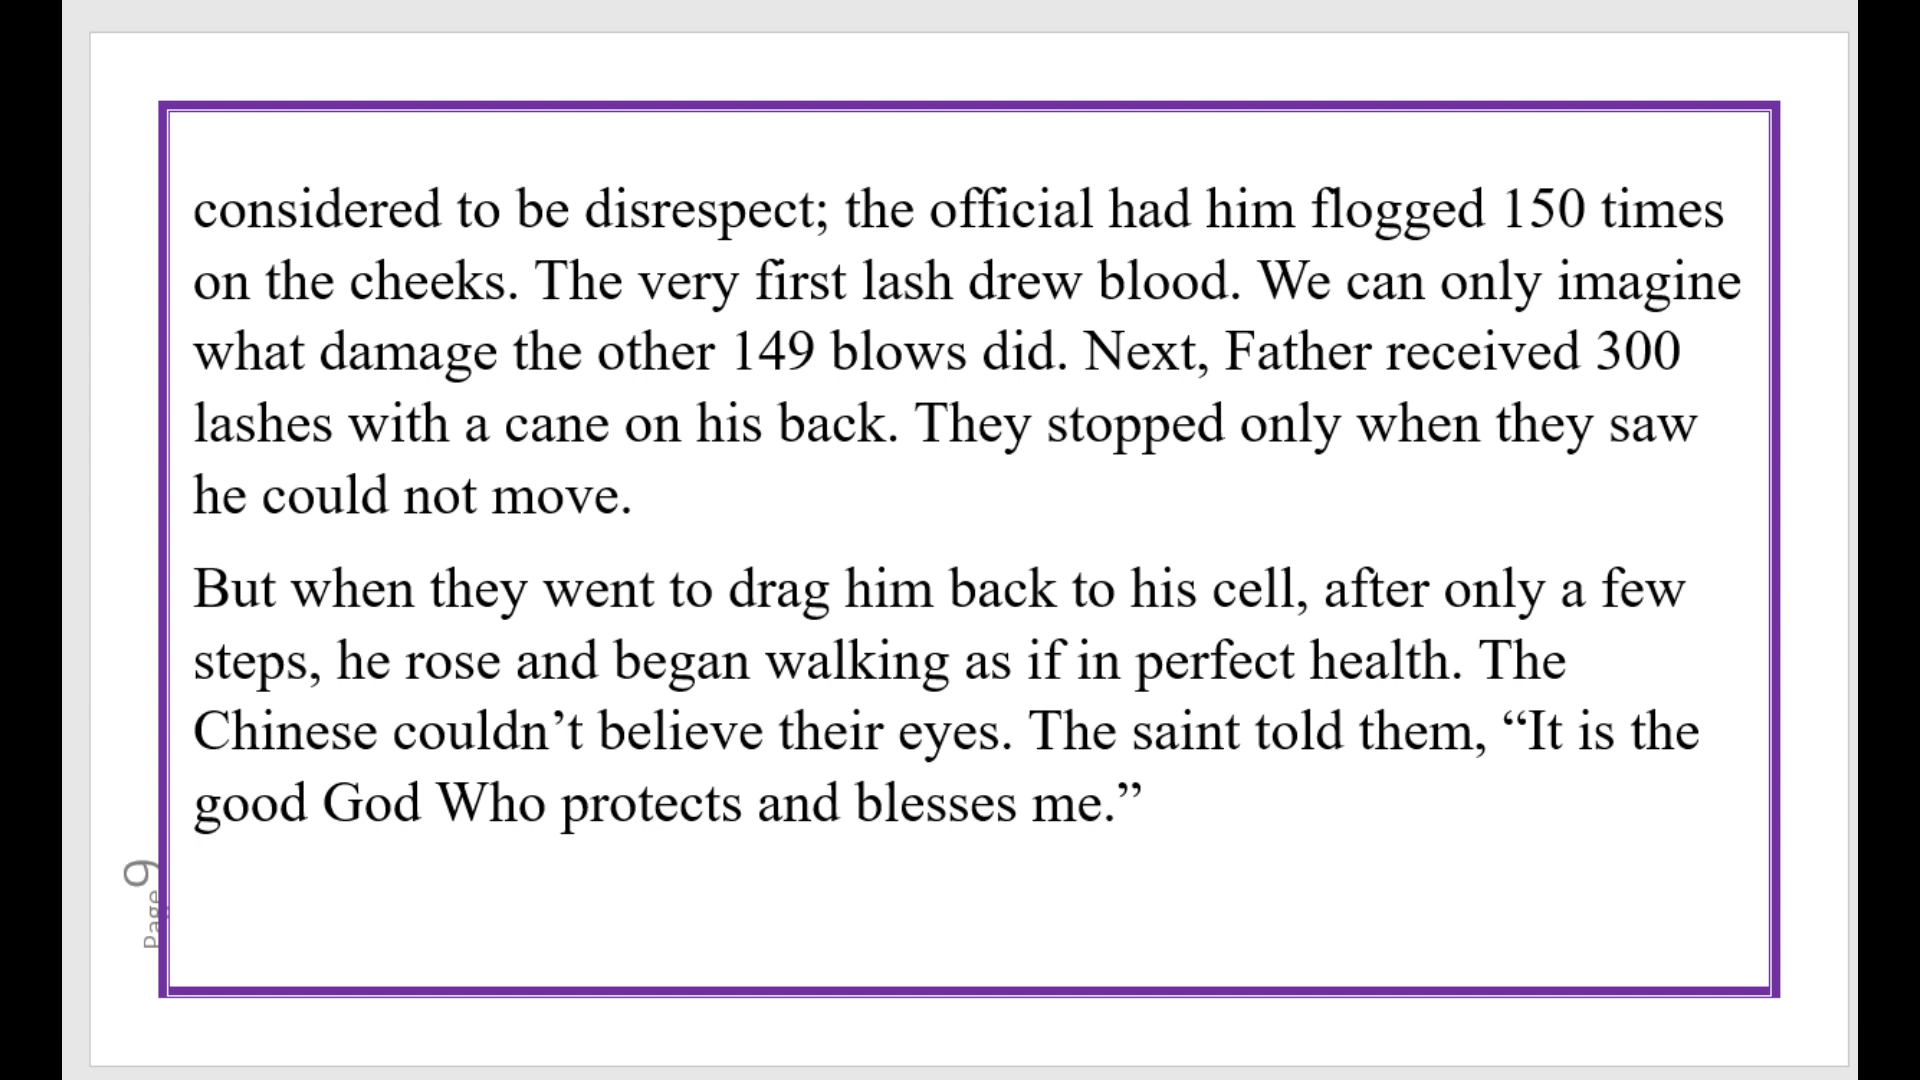 considered to be disrespect; the official had him flogged 150 times
on the cheeks. The very first lash drew blood. We can only imagine
what damage the other 149 blows did. Next, Father received 300
lashes with a cane on his back. They stopped only when they saw
he could not move.
But when they went to drag him back to his cell, after only a few
steps, he rose and began walking as if in perfect health. The
Chinese couldn’t believe their eyes. The saint told them, “It is the
good God Who protects and blesses me.”
Page 9